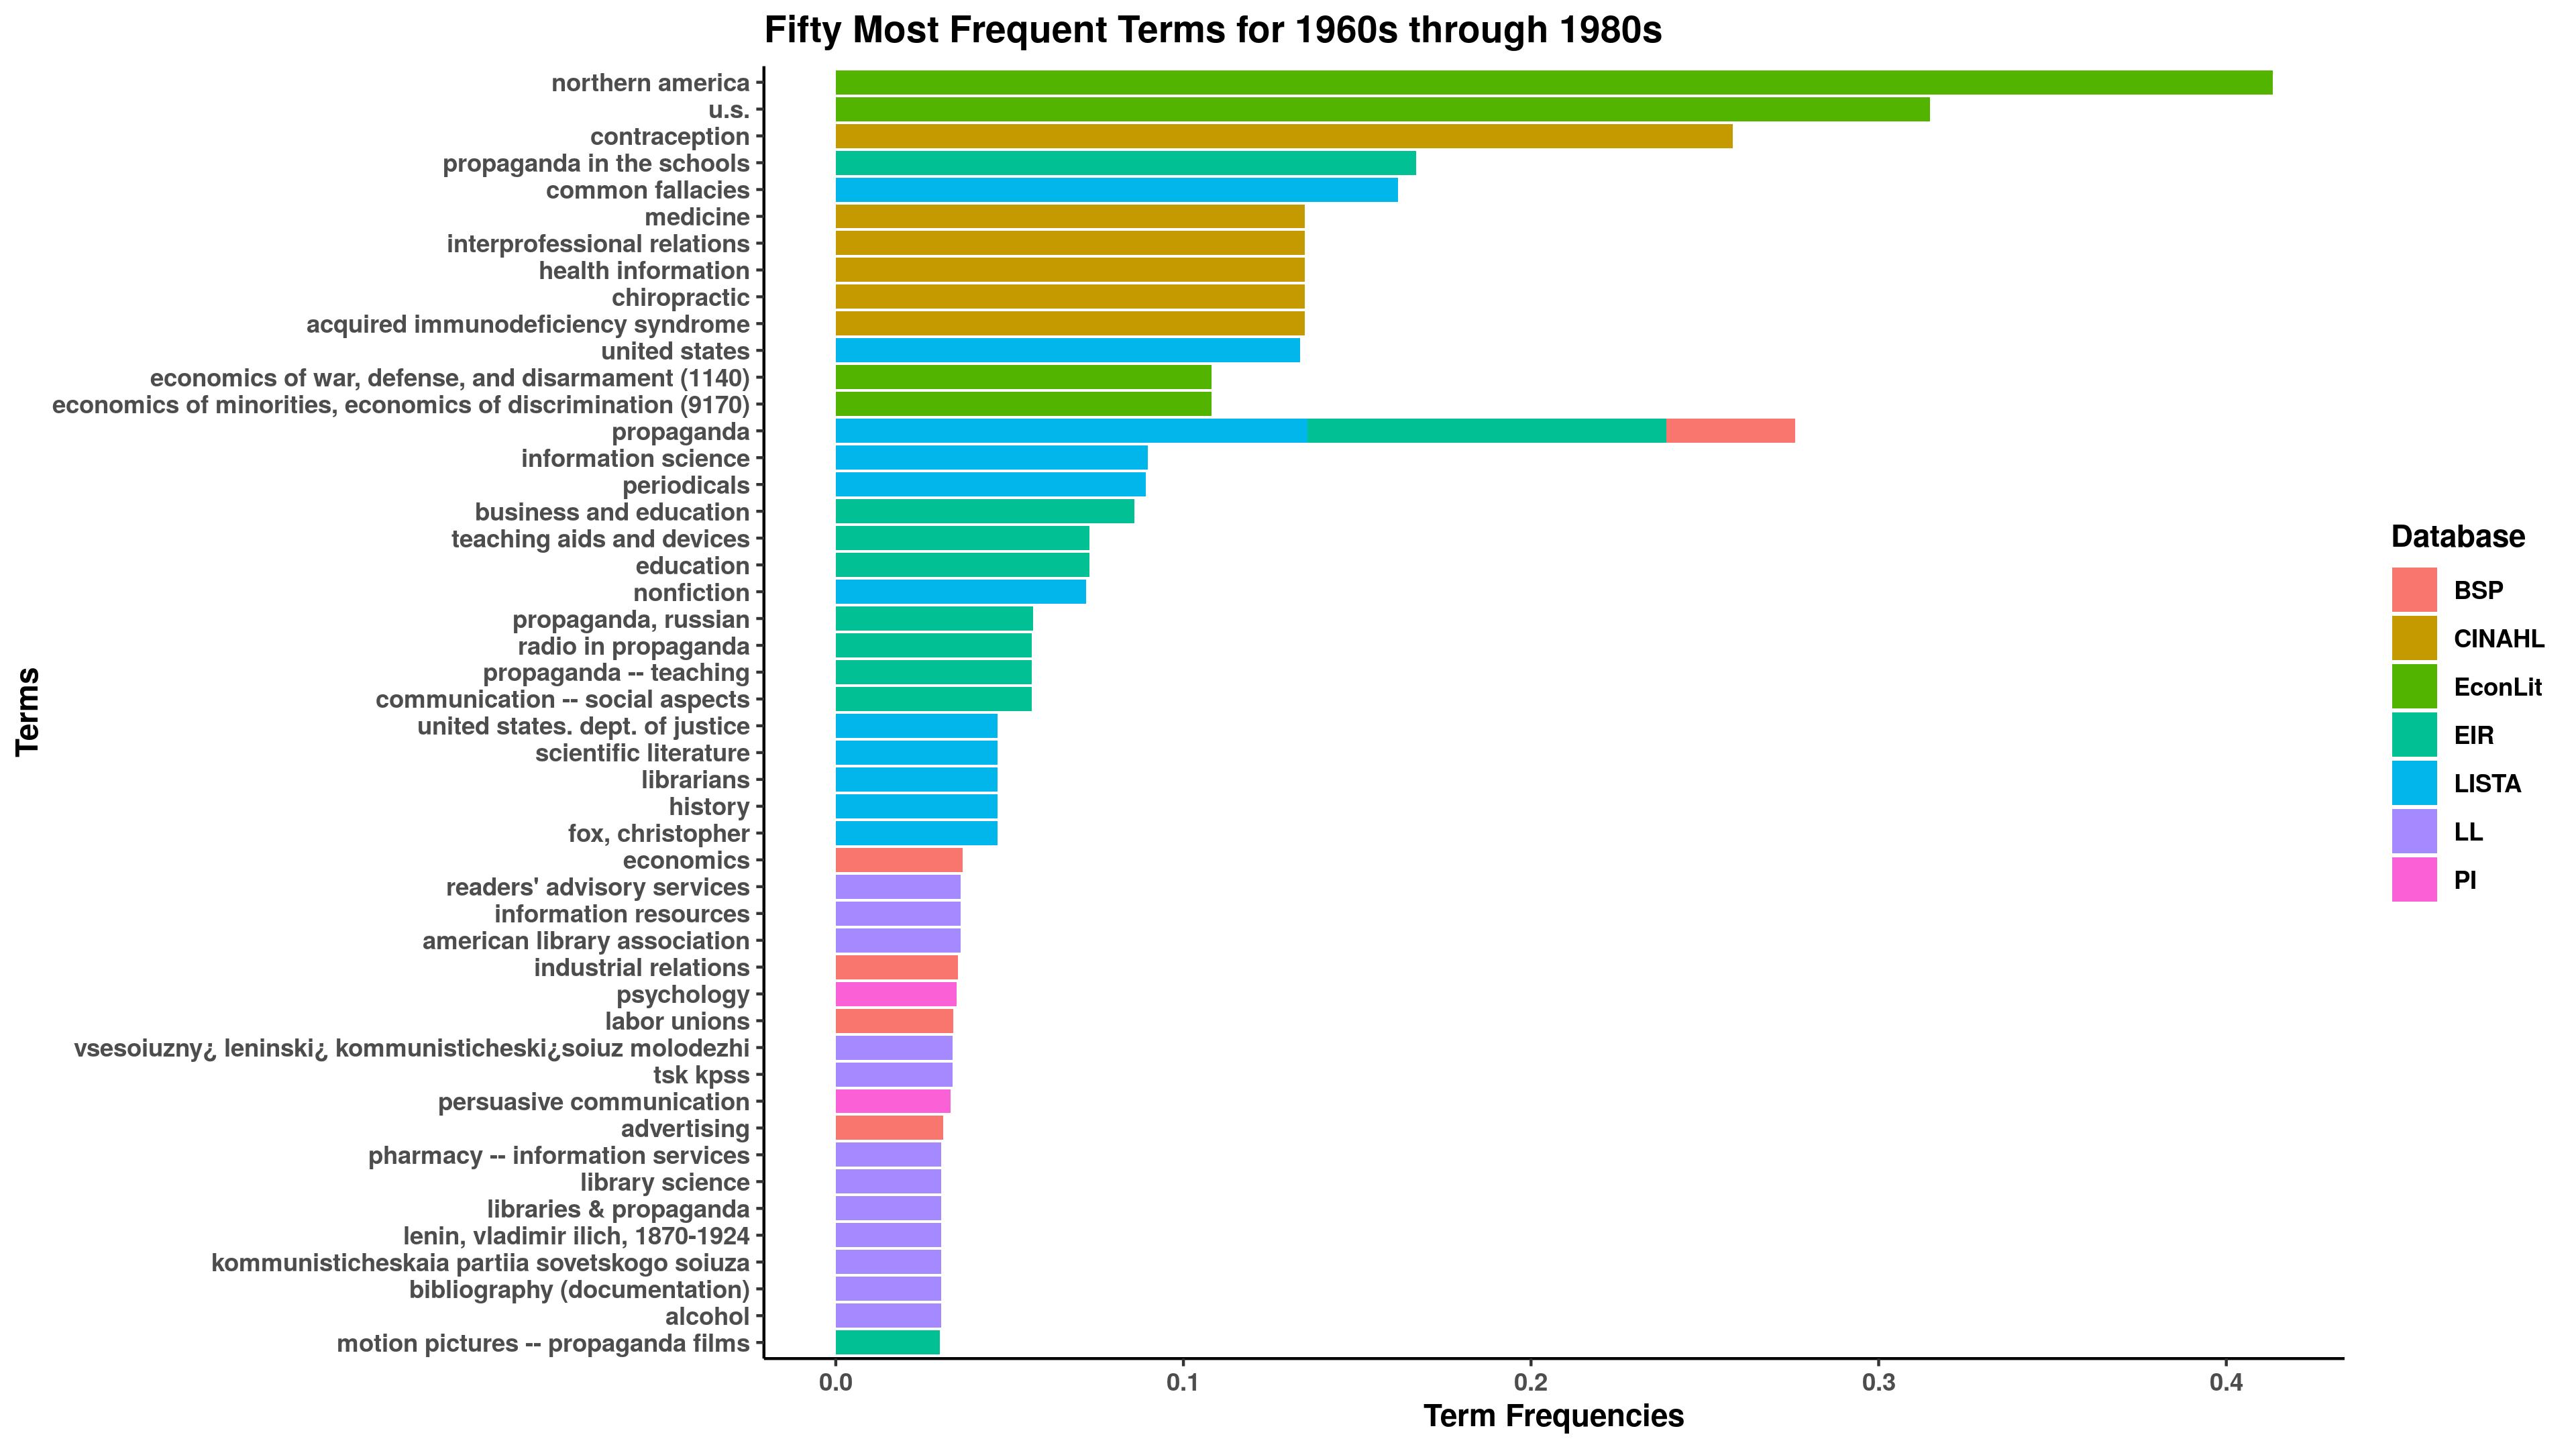 Fifty Most Frequent Terms for 1960s through 1980s
northern america
u.s.
contraception
propaganda in the schools
common fallacies
medicine
interprofessional relations
health information
chiropractic
acquired immunodeficiency syndrome
united states
economics of war, defense, and disarmament (1140)
economics of minorities, economics of discrimination (9170)
propaganda
information science
periodicals
business and education
teaching aids and devices
education
nonfiction
propaganda, russian
radio in propaganda
propaganda -- teaching
communication -- social aspects
united states. dept. of justice
scientific literature
librarians
history
fox, christopher
economics
readers' advisory services
information resources
american library association
industrial relations
psychology
labor unions
vsesoiuzny¿ leninski¿ kommunisticheski¿soiuz molodezhi
tsk kpss
persuasive communication
advertising
pharmacy -- information services
library science
libraries & propaganda
lenin, vladimir ilich, 1870-1924
kommunisticheskaia partiia sovetskogo soiuza
bibliography (documentation)
alcohol
motion pictures -- propaganda films
Terms
0.0 0.1 0.2 0.3 0.4
Term Frequencies
Database
BSP
CINAHL
EconLit
EIR
LISTA
LL
PI